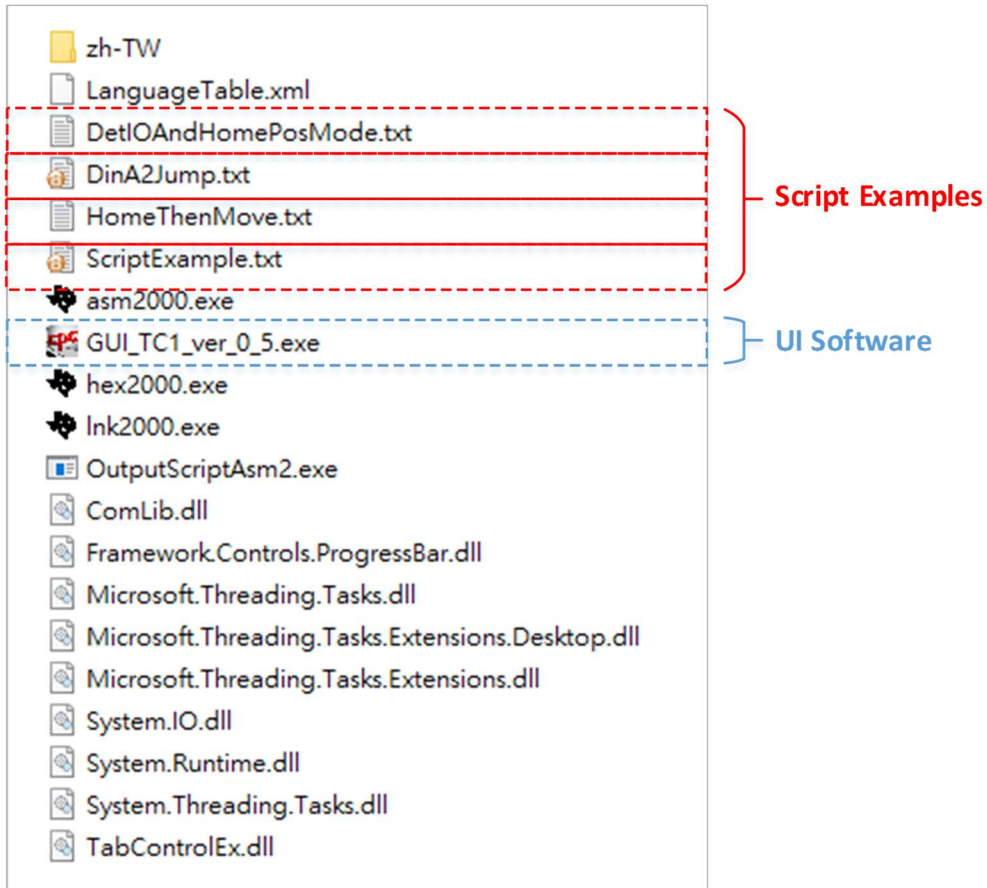 zh-TW
LanguageTable.xml
DetIOAndHomePosMode.txt
DinA2Jump.txt
HomeThenMove.txt
ScriptExample.txt
Script Examples
asm2000.exe
GUI_TC1_ver_0_5.exe
UI Software
hex2000.exe
lnk2000.exe
OutputScriptAsm2.exe
ComLib.dll
Framework.Controls.ProgressBar.dll
Microsoft.Threading.Tasks.dll
Microsoft.Threading.Tasks.Extensions.Desktop.dll
Microsoft.Threading.Tasks.Extensions.dll
System.IO.dll
System.Runtime.dll
System.Threading.Tasks.dll
TabControlEx.dll